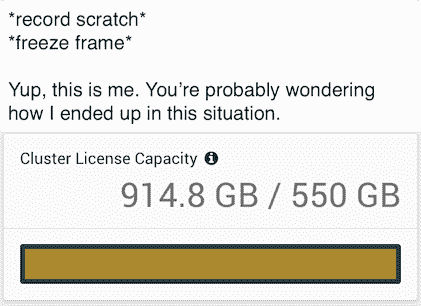 *record scratch*
*freeze frame*
Yup, this is me. You're probably wondering
how I ended up in this situation.
Cluster License Capacity
914.8 GB / 550 GB